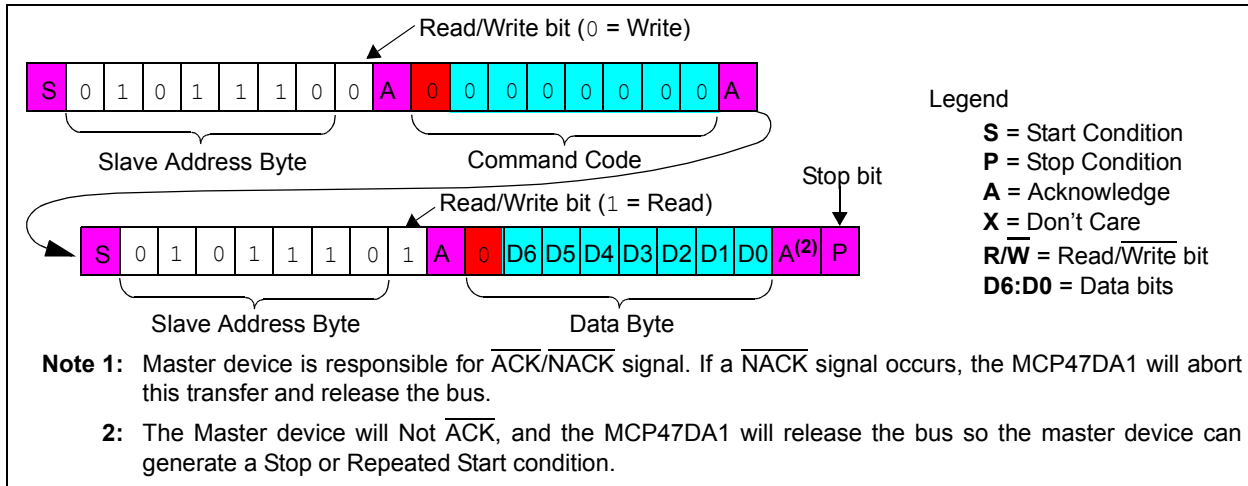 Read/Write bit (0 = Write)
S 0 1 0 1 1 1 0 0 A 0 0 0 0 0 0 0 0 A
Slave Address Byte
Command Code
Stop bit
Read/Write bit (1 = Read)
S 0 1 0 1 1 1 0 1 A 0 D6 D5 D4 D3 D2 D1 D0 A(2) P
Slave Address Byte
Data Byte
Legend
S = Start Condition
P = Stop Condition
A = Acknowledge
X = Don't Care
R/W = Read/Write bit
D6:D0 = Data bits
Note 1: Master device is responsible for ACK/NACK signal. If a NACK signal occurs, the MCP47DA1 will abort
this transfer and release the bus.
2: The Master device will Not ACK, and the MCP47DA1 will release the bus so the master device can
generate a Stop or Repeated Start condition.